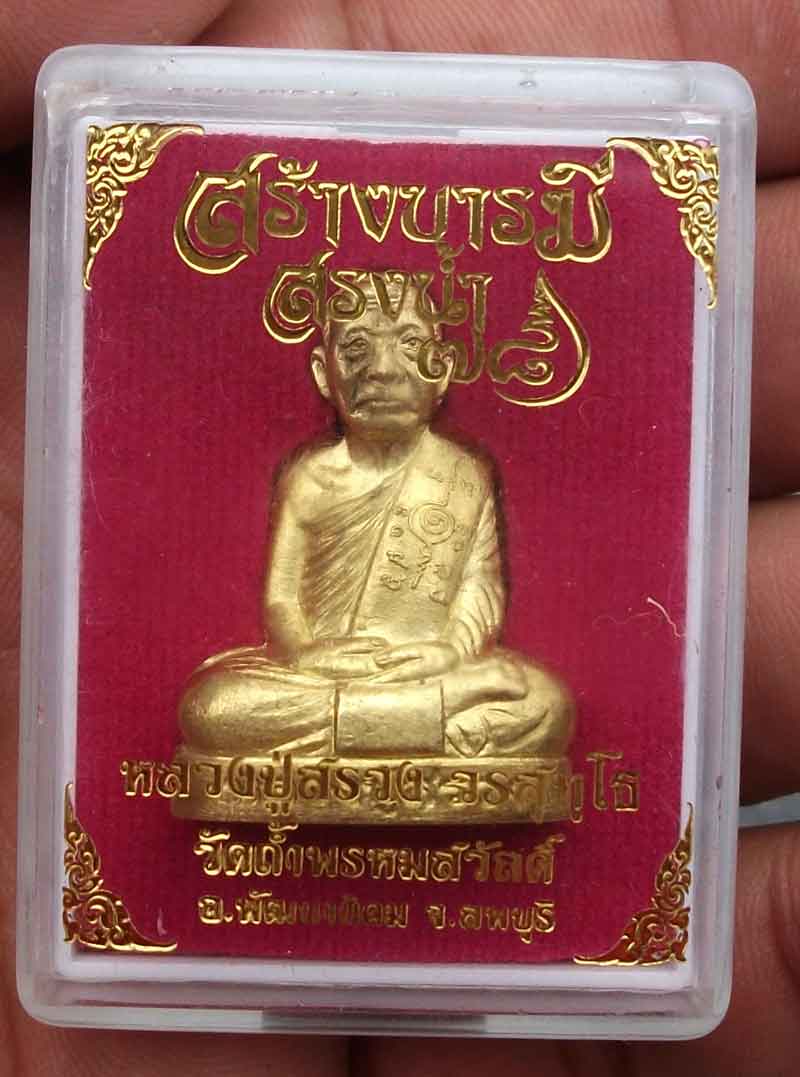 สร้างบารมี
สรงน้ำ
๗๘
หลวงปู่สรวง วรสุทฺโธ
วัดถ้ำพรหมสวัสดิ์
อ.พัฒนานิคม จ.ลพบุรี